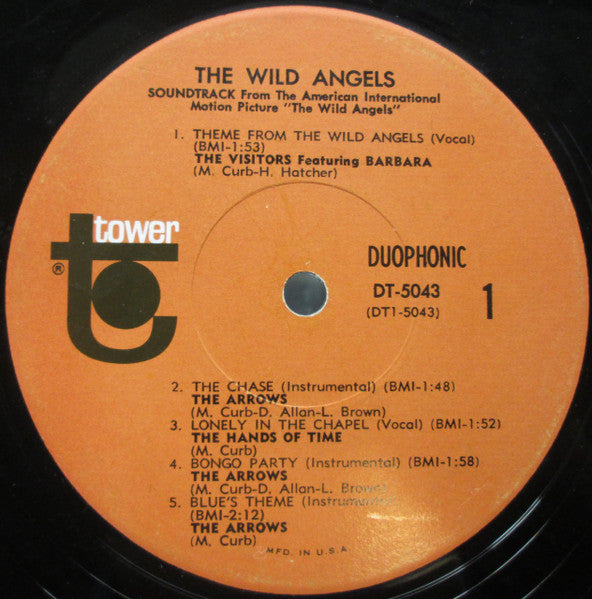 THE WILD ANGELS
SOUNDTRACK From The American International
Motion Picture "The Wild Angels"
1. THEME FROM THE WILD ANGELS (Vocal)
(BMI-1:53)
THE VISITORS Featuring BARBARA
(M. Curb-H. Hatcher)
tower
®
DUOPHONIC
DT-5043
(DT1-5043)
1
2. THE CHASE (Instrumental) (BMI-1:48)
THE ARROWS
(M. Curb-D. Allan-L. Brown)
3. LONELY IN THE CHAPEL (Vocal) (BMI-1:52)
THE HANDS OF TIME
(M. Curb)
4. BONGO PARTY (Instrumental) (BMI-1:58)
THE ARROWS
(M. Curb-D. Allan-L. Brown)
5. BLUE'S THEME (Instrumental)
(BMI-2:12)
THE ARROWS
(M. Curb)
MFD. IN U.S.A.